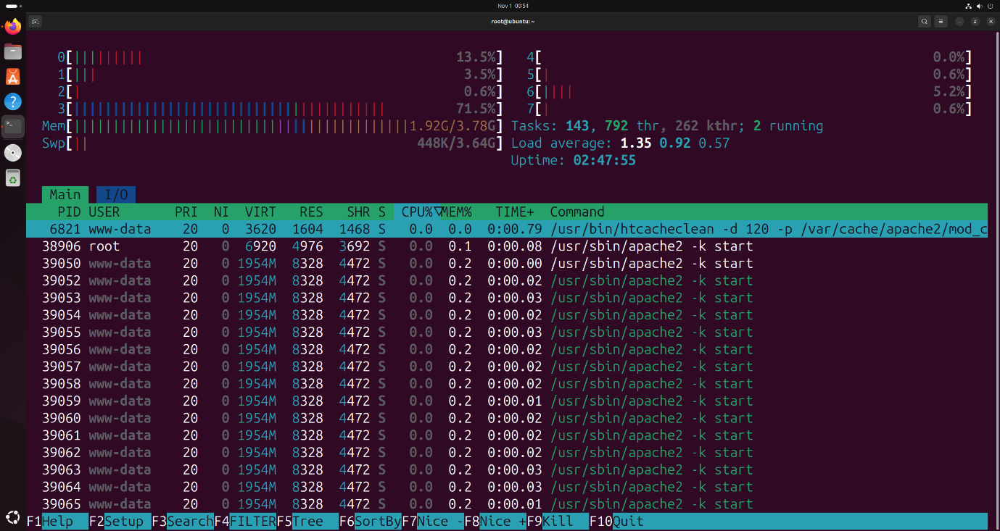 Nov 1 00:54
root@ubuntu: ~
0[||||||||| 13.5%] 4[ 0.0%]
1[||| 3.5%] 5[| 0.6%]
2[| 0.6%] 6[|||| 5.2%]
3[||||||||||||||||||||||||||||||||||||||| 71.5%] 7[| 0.6%]
Mem[|||||||||||||||||||||||||||||||||||||||||||1.92G/3.78G] Tasks: 143, 792 thr, 262 kthr; 2 running
Swp[|| 448K/3.64G] Load average: 1.35 0.92 0.57
Uptime: 02:47:55
Main I/O
PID USER PRI NI VIRT RES SHR S CPU%▽MEM% TIME+ Command
6821 www-data 20 0 3620 1604 1468 S 0.0 0.0 0:00.79 /usr/bin/htcacheclean -d 120 -p /var/cache/apache2/mod_c
38906 root 20 0 6920 4976 3692 S 0.0 0.1 0:00.08 /usr/sbin/apache2 -k start
39050 www-data 20 0 1954M 8328 4472 S 0.0 0.2 0:00.00 /usr/sbin/apache2 -k start
39052 www-data 20 0 1954M 8328 4472 S 0.0 0.2 0:00.02 /usr/sbin/apache2 -k start
39053 www-data 20 0 1954M 8328 4472 S 0.0 0.2 0:00.03 /usr/sbin/apache2 -k start
39054 www-data 20 0 1954M 8328 4472 S 0.0 0.2 0:00.02 /usr/sbin/apache2 -k start
39055 www-data 20 0 1954M 8328 4472 S 0.0 0.2 0:00.03 /usr/sbin/apache2 -k start
39056 www-data 20 0 1954M 8328 4472 S 0.0 0.2 0:00.02 /usr/sbin/apache2 -k start
39057 www-data 20 0 1954M 8328 4472 S 0.0 0.2 0:00.02 /usr/sbin/apache2 -k start
39058 www-data 20 0 1954M 8328 4472 S 0.0 0.2 0:00.02 /usr/sbin/apache2 -k start
39059 www-data 20 0 1954M 8328 4472 S 0.0 0.2 0:00.01 /usr/sbin/apache2 -k start
39060 www-data 20 0 1954M 8328 4472 S 0.0 0.2 0:00.02 /usr/sbin/apache2 -k start
39061 www-data 20 0 1954M 8328 4472 S 0.0 0.2 0:00.02 /usr/sbin/apache2 -k start
39062 www-data 20 0 1954M 8328 4472 S 0.0 0.2 0:00.02 /usr/sbin/apache2 -k start
39063 www-data 20 0 1954M 8328 4472 S 0.0 0.2 0:00.03 /usr/sbin/apache2 -k start
39064 www-data 20 0 1954M 8328 4472 S 0.0 0.2 0:00.03 /usr/sbin/apache2 -k start
39065 www-data 20 0 1954M 8328 4472 S 0.0 0.2 0:00.01 /usr/sbin/apache2 -k start
F1Help F2Setup F3SearchF4FILTERF5Tree F6SortByF7Nice -F8Nice +F9Kill F10Quit